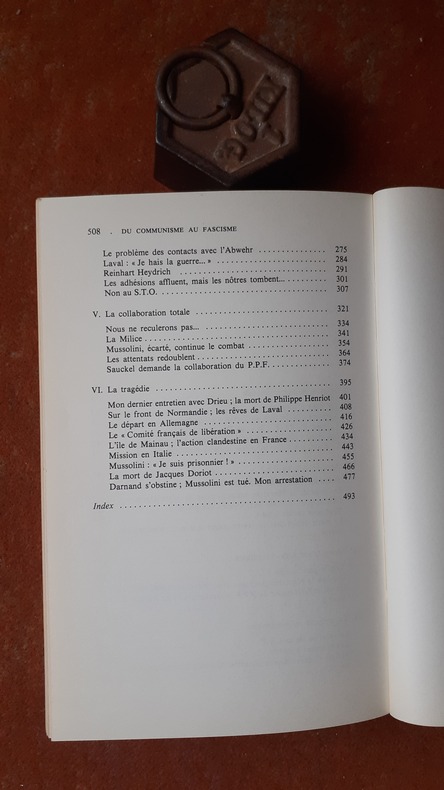 1
KILOG.
508 . DU COMMUNISME AU FASCISME
Le problème des contacts avec l'Abwehr ............... 275
Laval : « Je hais la guerre... » ............... 284
Reinhart Heydrich ............... 291
Les adhésions affluent, mais les nôtres tombent... ............... 301
Non au S.T.O. ............... 307
V. La collaboration totale ............... 321
Nous ne reculerons pas... ............... 334
La Milice ............... 341
Mussolini, écarté, continue le combat ............... 354
Les attentats redoublent ............... 364
Sauckel demande la collaboration du P.P.F. ............... 374
VI. La tragédie ............... 395
Mon dernier entretien avec Drieu ; la mort de Philippe Henriot 401
Sur le front de Normandie ; les rêves de Laval .......... 408
Le départ en Allemagne ............... 416
Le « Comité français de libération » ............... 426
L'île de Mainau ; l'action clandestine en France ........... 434
Mission en Italie ............... 443
Mussolini : « Je suis prisonnier ! » ............... 455
La mort de Jacques Doriot ............... 466
Darnand s'obstine ; Mussolini est tué. Mon arrestation .... 477
Index ............... 493